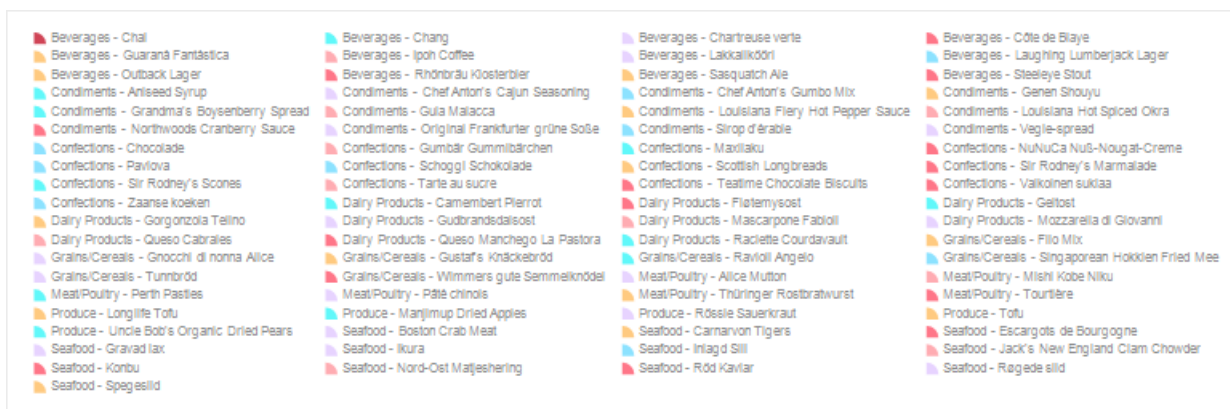 Beverages - Chai Beverages - Chang Beverages - Chartreuse verte Beverages - Côte de Blaye
Beverages - Guaraná Fantástica Beverages - Ipoh Coffee Beverages - Lakkalikööri Beverages - Laughing Lumberjack Lager
Beverages - Outback Lager Beverages - Rhönbräu Klosterbier Beverages - Sasquatch Ale Beverages - Steeleye Stout
Condiments - Aniseed Syrup Condiments - Chef Anton's Cajun Seasoning Condiments - Chef Anton's Gumbo Mix Condiments - Genen Shouyu
Condiments - Grandma's Boysenberry Spread Condiments - Gula Malacca Condiments - Louisiana Fiery Hot Pepper Sauce Condiments - Louisiana Hot Spiced Okra
Condiments - Northwoods Cranberry Sauce Condiments - Original Frankfurter grüne Soße Condiments - Sirop d'érable Condiments - Vegie-spread
Confections - Chocolade Confections - Gumbär Gummibärchen Confections - Maxilaku Confections - NuNuCa Nuß-Nougat-Creme
Confections - Pavlova Confections - Schoggi Schokolade Confections - Scottish Longbreads Confections - Sir Rodney's Marmalade
Confections - Sir Rodney's Scones Confections - Tarte au sucre Confections - Teatime Chocolate Biscuits Confections - Valkoinen suklaa
Confections - Zaanse koeken Dairy Products - Camembert Pierrot Dairy Products - Fløtemysost Dairy Products - Geitost
Dairy Products - Gorgonzola Telino Dairy Products - Gudbrandsdalsost Dairy Products - Mascarpone Fabioli Dairy Products - Mozzarella di Giovanni
Dairy Products - Queso Cabrales Dairy Products - Queso Manchego La Pastora Dairy Products - Raclette Courdavault Grains/Cereals - Filo Mix
Grains/Cereals - Gnocchi di nonna Alice Grains/Cereals - Gustaf's Knäckebröd Grains/Cereals - Ravioli Angelo Grains/Cereals - Singaporean Hokkien Fried Mee
Grains/Cereals - Tunnbröd Grains/Cereals - Wimmers gute Semmelknödel Meat/Poultry - Alice Mutton Meat/Poultry - Mishi Kobe Niku
Meat/Poultry - Perth Pasties Meat/Poultry - Pâté chinois Meat/Poultry - Thüringer Rostbratwurst Meat/Poultry - Tourtière
Produce - Longlife Tofu Produce - Manjimup Dried Apples Produce - Rössle Sauerkraut Produce - Tofu
Produce - Uncle Bob's Organic Dried Pears Seafood - Boston Crab Meat Seafood - Carnarvon Tigers Seafood - Escargots de Bourgogne
Seafood - Gravad lax Seafood - Ikura Seafood - Inlagd Sill Seafood - Jack's New England Clam Chowder
Seafood - Konbu Seafood - Nord-Ost Matjeshering Seafood - Röd Kaviar Seafood - Røgede sild
Seafood - Spegesild